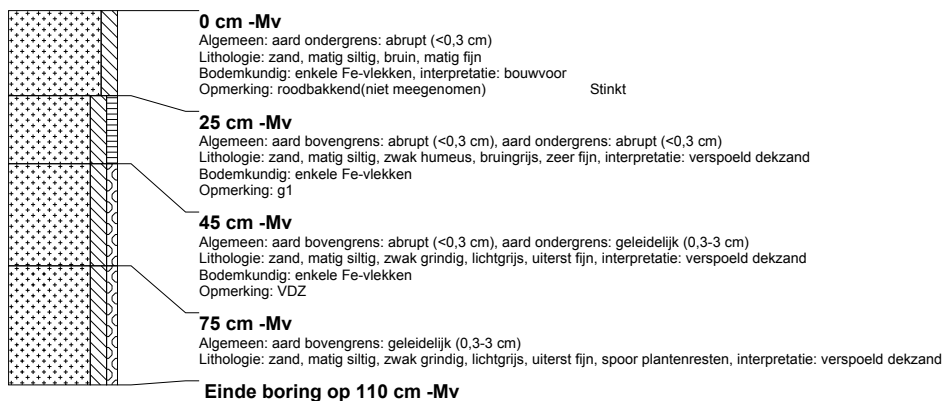 0 cm -Mv
Algemeen: aard ondergrens: abrupt (<0,3 cm)
Lithologie: zand, matig siltig, bruin, matig fijn
Bodemkundig: enkele Fe-vlekken, interpretatie: bouwvoor
Opmerking: roodbakkend(niet meegenomen) Stinkt
25 cm -Mv
Algemeen: aard bovengrens: abrupt (<0,3 cm), aard ondergrens: abrupt (<0,3 cm)
Lithologie: zand, matig siltig, zwak humeus, bruingrijs, zeer fijn, interpretatie: verspoeld dekzand
Bodemkundig: enkele Fe-vlekken
Opmerking: g1
45 cm -Mv
Algemeen: aard bovengrens: abrupt (<0,3 cm), aard ondergrens: geleidelijk (0,3-3 cm)
Lithologie: zand, matig siltig, zwak grindig, lichtgrijs, uiterst fijn, interpretatie: verspoeld dekzand
Bodemkundig: enkele Fe-vlekken
Opmerking: VDZ
75 cm -Mv
Algemeen: aard bovengrens: geleidelijk (0,3-3 cm)
Lithologie: zand, matig siltig, zwak grindig, lichtgrijs, uiterst fijn, spoor plantenresten, interpretatie: verspoeld dekzand
Einde boring op 110 cm -Mv